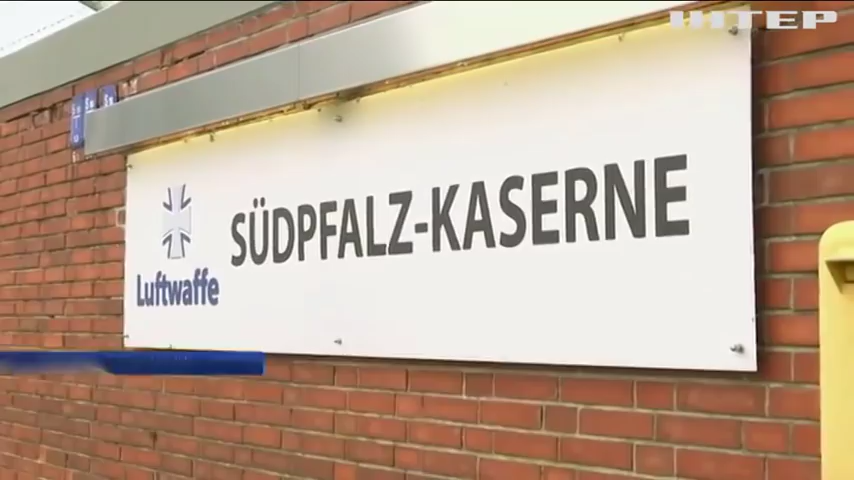 ІНТЕР
SÜDPFALZ-KASERNE
Luftwaffe